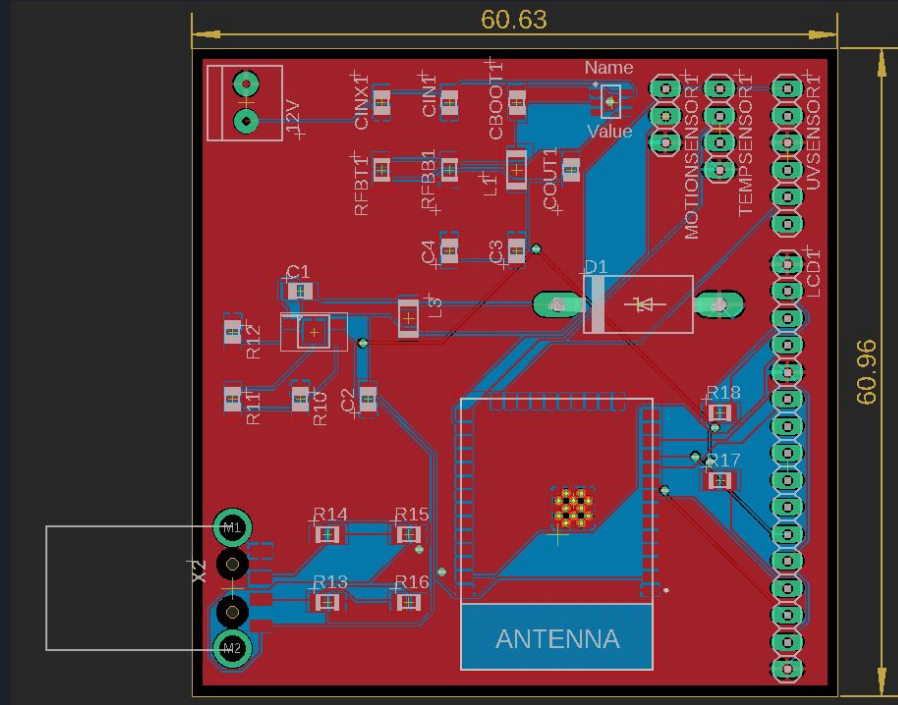 60.63
Name
CINX1
CIN1
CBOOT1
Value
12V
MOTIONSENSOR1
TEMPSENSOR1
UVSENSOR1
RFBT1
RFBB1
L1
COUT1
C4
C3
C1
D1
LCD1
L3
R12
60.96
R11
R10
C2
R18
R17
R14
R15
M1
X2
R13
R16
M2
ANTENNA